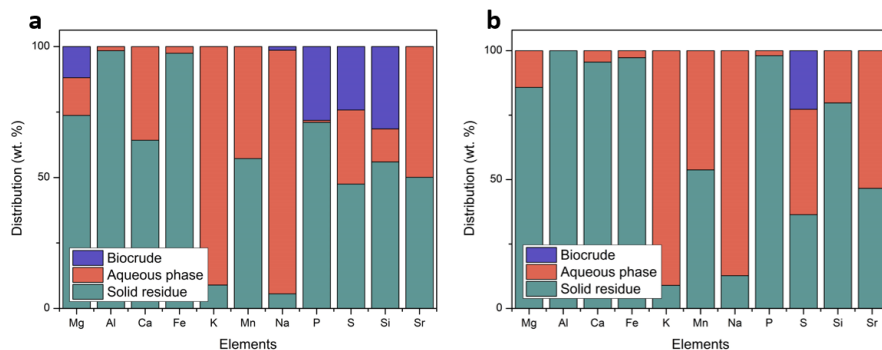 a
100
50
0
Distribution (wt. %)
Biocrude
Aqueous phase
Solid residue
Mg Al Ca Fe K Mn Na P S Si Sr
Elements
b
100
50
0
Distribution (wt. %)
Biocrude
Aqueous phase
Solid residue
Mg Al Ca Fe K Mn Na P S Si Sr
Elements